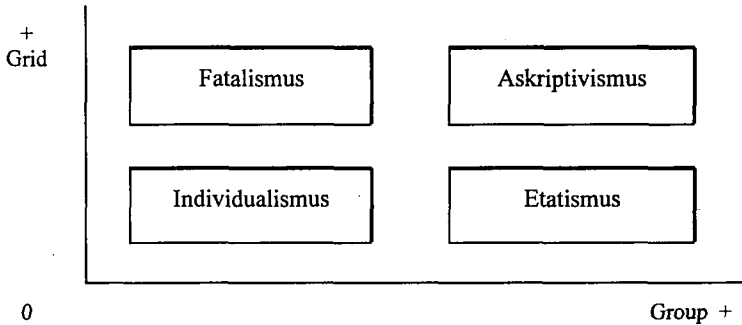 +
Grid
Fatalismus
Askriptivismus
Individualismus
Etatismus
0
Group +